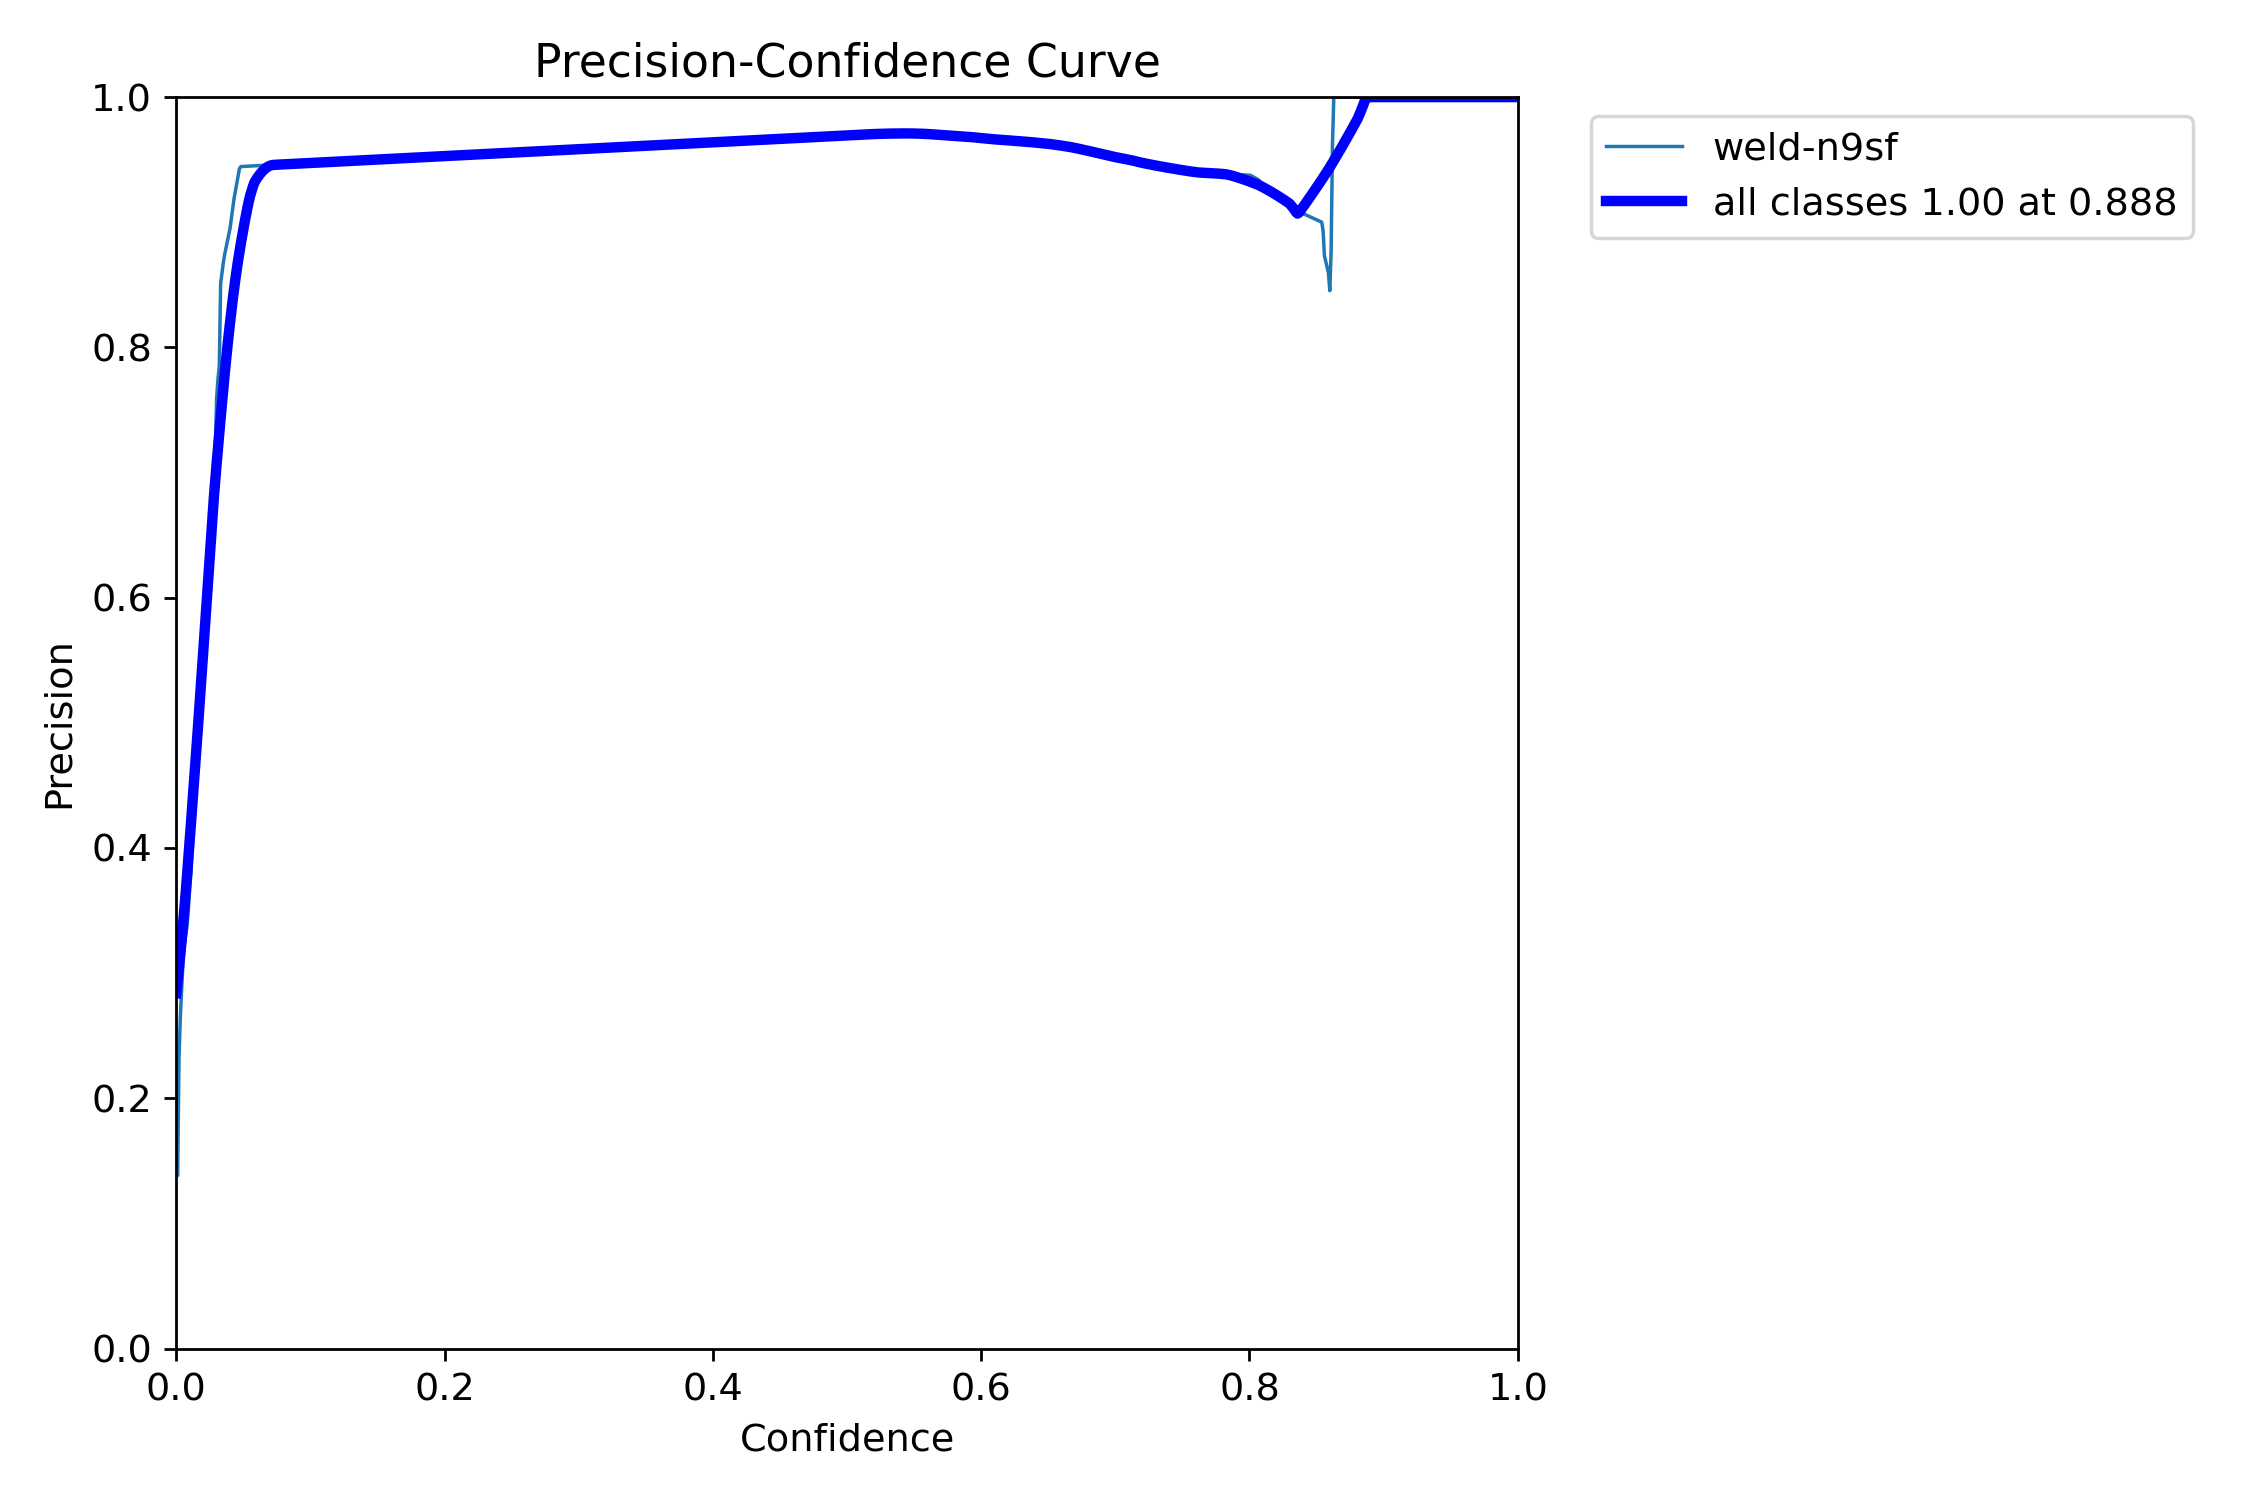 Precision-Confidence Curve
1.0
0.8
0.6
0.4
0.2
0.0
Precision
0.0 0.2 0.4 0.6 0.8 1.0
Confidence
weld-n9sf
all classes 1.00 at 0.888